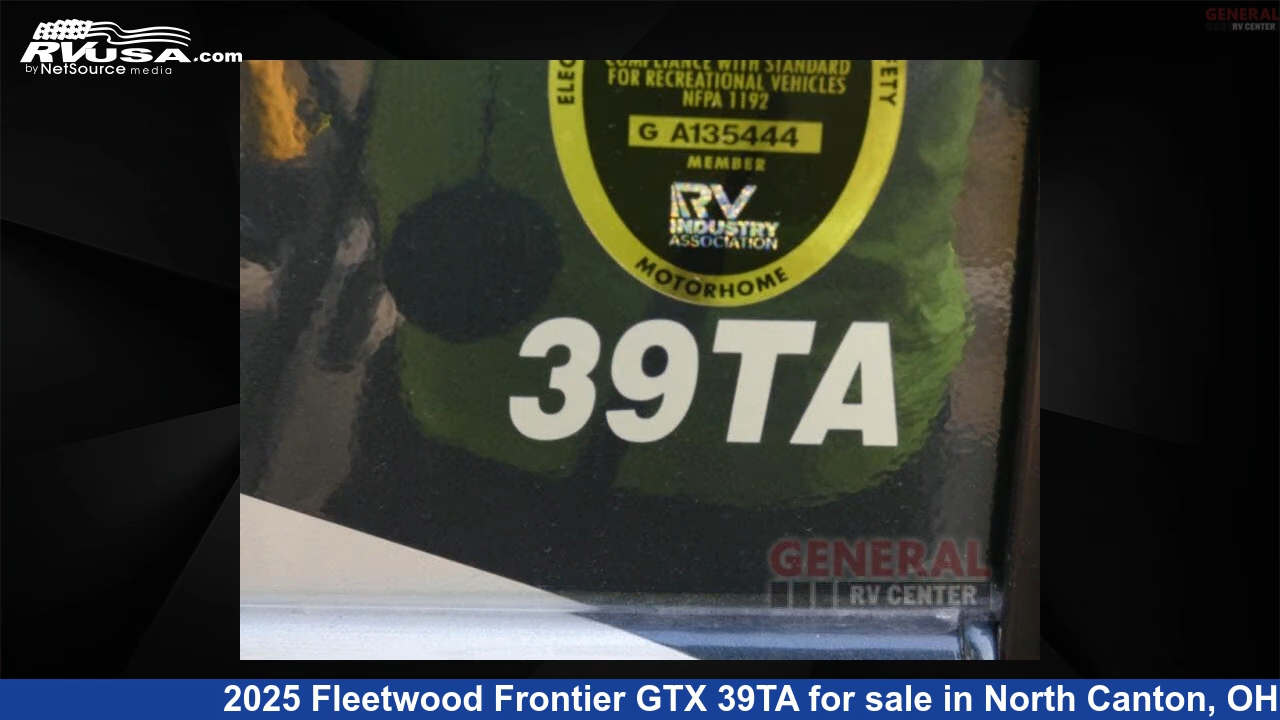 RVUSA.com
by NetSource media
GENERAL
RV CENTER
COMPLIANCE WITH STANDARD
FOR RECREATIONAL VEHICLES
NFPA 1192
G A135444
MEMBER
RV
INDUSTRY
ASSOCIATION
MOTORHOME
39TA
GENERAL
RV CENTER
2025 Fleetwood Frontier GTX 39TA for sale in North Canton, OH